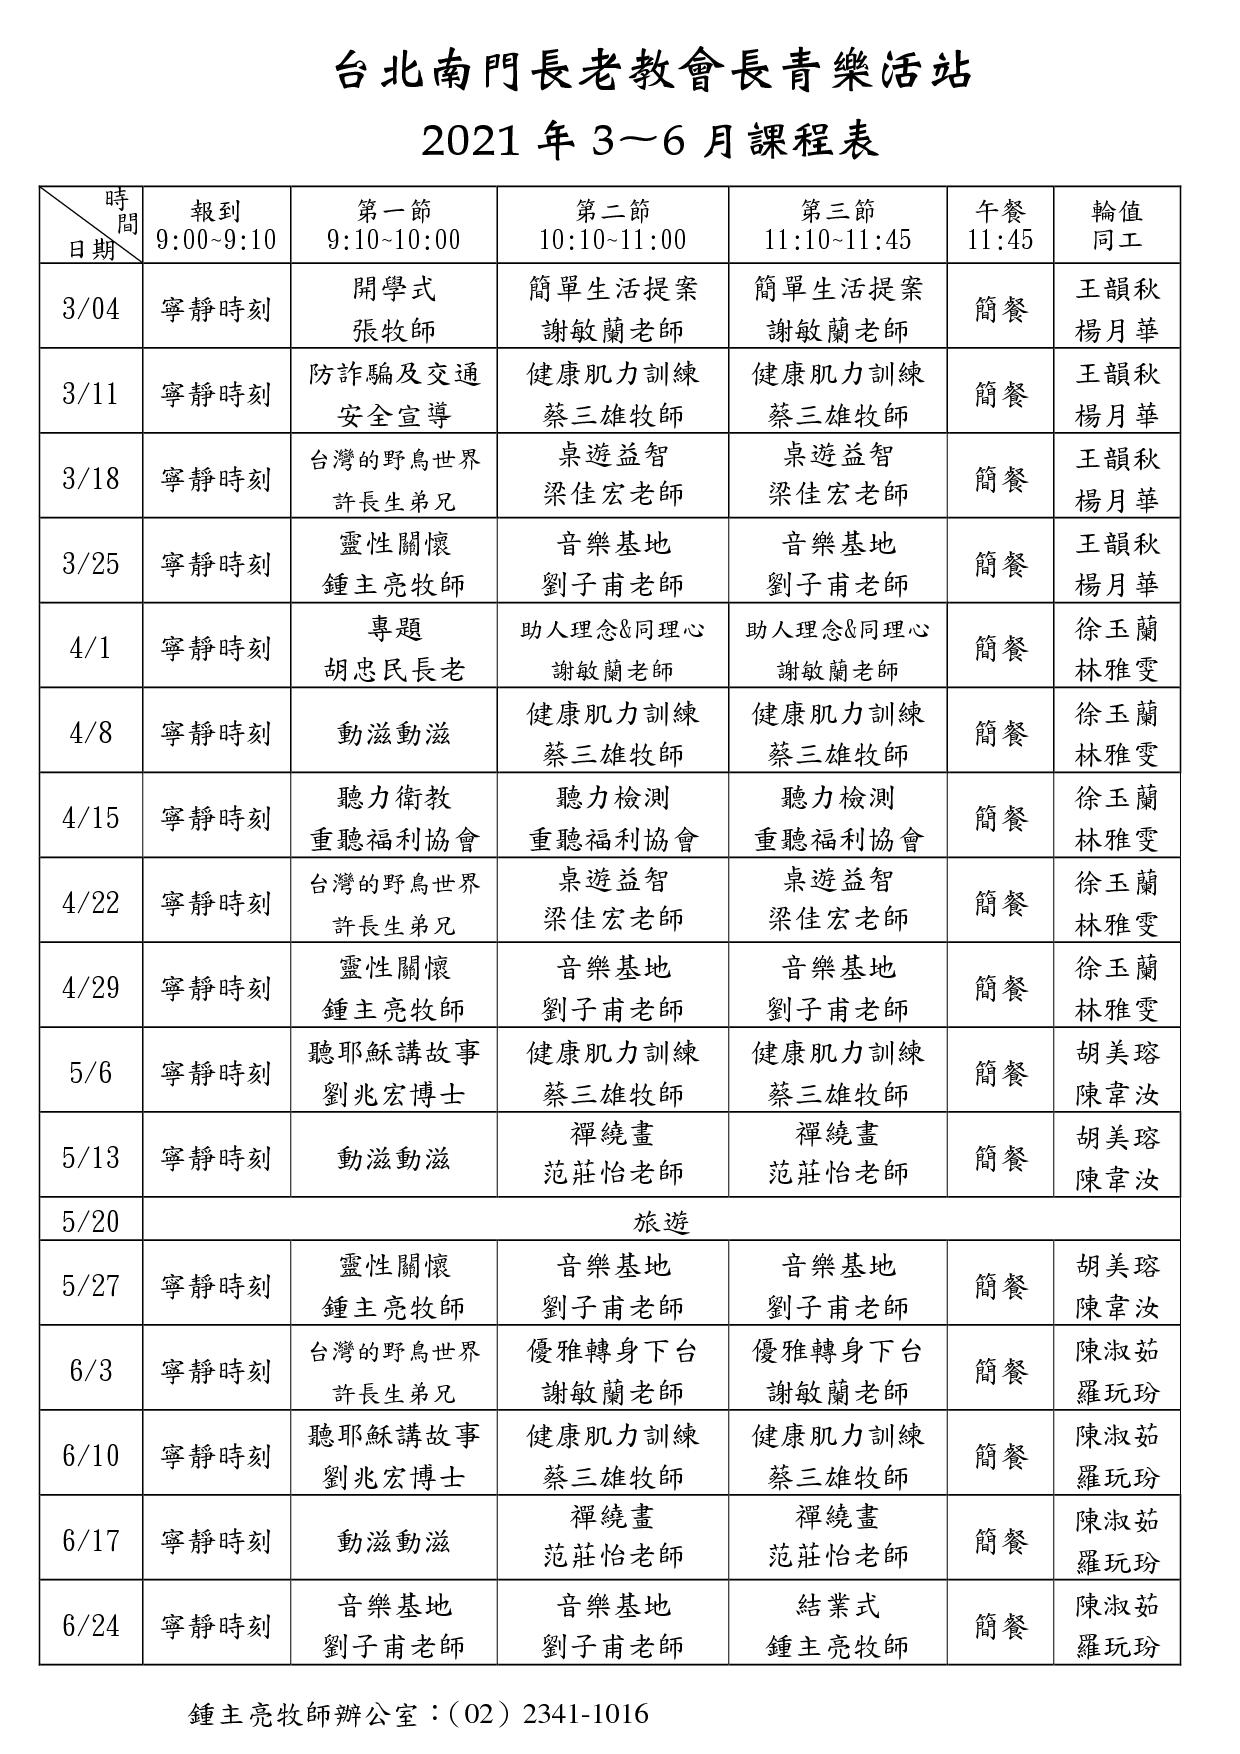 台北南門長老教會長青樂活站
2021 年 3～6 月課程表
時間 日期 報到 第一節 第二節 第三節 午餐 輪值
9:00~9:10 9:10~10:00 10:10~11:00 11:10~11:45 11:45 同工
開學式 簡單生活提案 簡單生活提案 王韻秋
3/04 寧靜時刻 簡餐
張牧師 謝敏蘭老師 謝敏蘭老師 楊月華
防詐騙及交通 健康肌力訓練 健康肌力訓練 王韻秋
3/11 寧靜時刻 簡餐
安全宣導 蔡三雄牧師 蔡三雄牧師 楊月華
台灣的野鳥世界 桌遊益智 桌遊益智 王韻秋
3/18 寧靜時刻 簡餐
許長生弟兄 梁佳宏老師 梁佳宏老師 楊月華
靈性關懷 音樂基地 音樂基地 王韻秋
3/25 寧靜時刻 簡餐
鍾主亮牧師 劉子甫老師 劉子甫老師 楊月華
專題 助人理念&同理心 助人理念&同理心 徐玉蘭
4/1 寧靜時刻 簡餐
胡忠民長老 謝敏蘭老師 謝敏蘭老師 林雅雯
健康肌力訓練 健康肌力訓練 徐玉蘭
4/8 寧靜時刻 動滋動滋 簡餐
蔡三雄牧師 蔡三雄牧師 林雅雯
聽力衛教 聽力檢測 聽力檢測 徐玉蘭
4/15 寧靜時刻 簡餐
重聽福利協會 重聽福利協會 重聽福利協會 林雅雯
台灣的野鳥世界 桌遊益智 桌遊益智 徐玉蘭
4/22 寧靜時刻 簡餐
許長生弟兄 梁佳宏老師 梁佳宏老師 林雅雯
靈性關懷 音樂基地 音樂基地 徐玉蘭
4/29 寧靜時刻 簡餐
鍾主亮牧師 劉子甫老師 劉子甫老師 林雅雯
聽耶穌講故事 健康肌力訓練 健康肌力訓練 胡美瑢
5/6 寧靜時刻 簡餐
劉兆宏博士 蔡三雄牧師 蔡三雄牧師 陳韋汝
禪繞畫 禪繞畫 胡美瑢
5/13 寧靜時刻 動滋動滋 簡餐
范莊怡老師 范莊怡老師 陳韋汝
5/20 旅遊
靈性關懷 音樂基地 音樂基地 胡美瑢
5/27 寧靜時刻 簡餐
鍾主亮牧師 劉子甫老師 劉子甫老師 陳韋汝
台灣的野鳥世界 優雅轉身下台 優雅轉身下台 陳淑茹
6/3 寧靜時刻 簡餐
許長生弟兄 謝敏蘭老師 謝敏蘭老師 羅玩玢
聽耶穌講故事 健康肌力訓練 健康肌力訓練 陳淑茹
6/10 寧靜時刻 簡餐
劉兆宏博士 蔡三雄牧師 蔡三雄牧師 羅玩玢
禪繞畫 禪繞畫 陳淑茹
6/17 寧靜時刻 動滋動滋 簡餐
范莊怡老師 范莊怡老師 羅玩玢
音樂基地 音樂基地 結業式 陳淑茹
6/24 寧靜時刻 簡餐
劉子甫老師 劉子甫老師 鍾主亮牧師 羅玩玢
鍾主亮牧師辦公室：（02）2341-1016